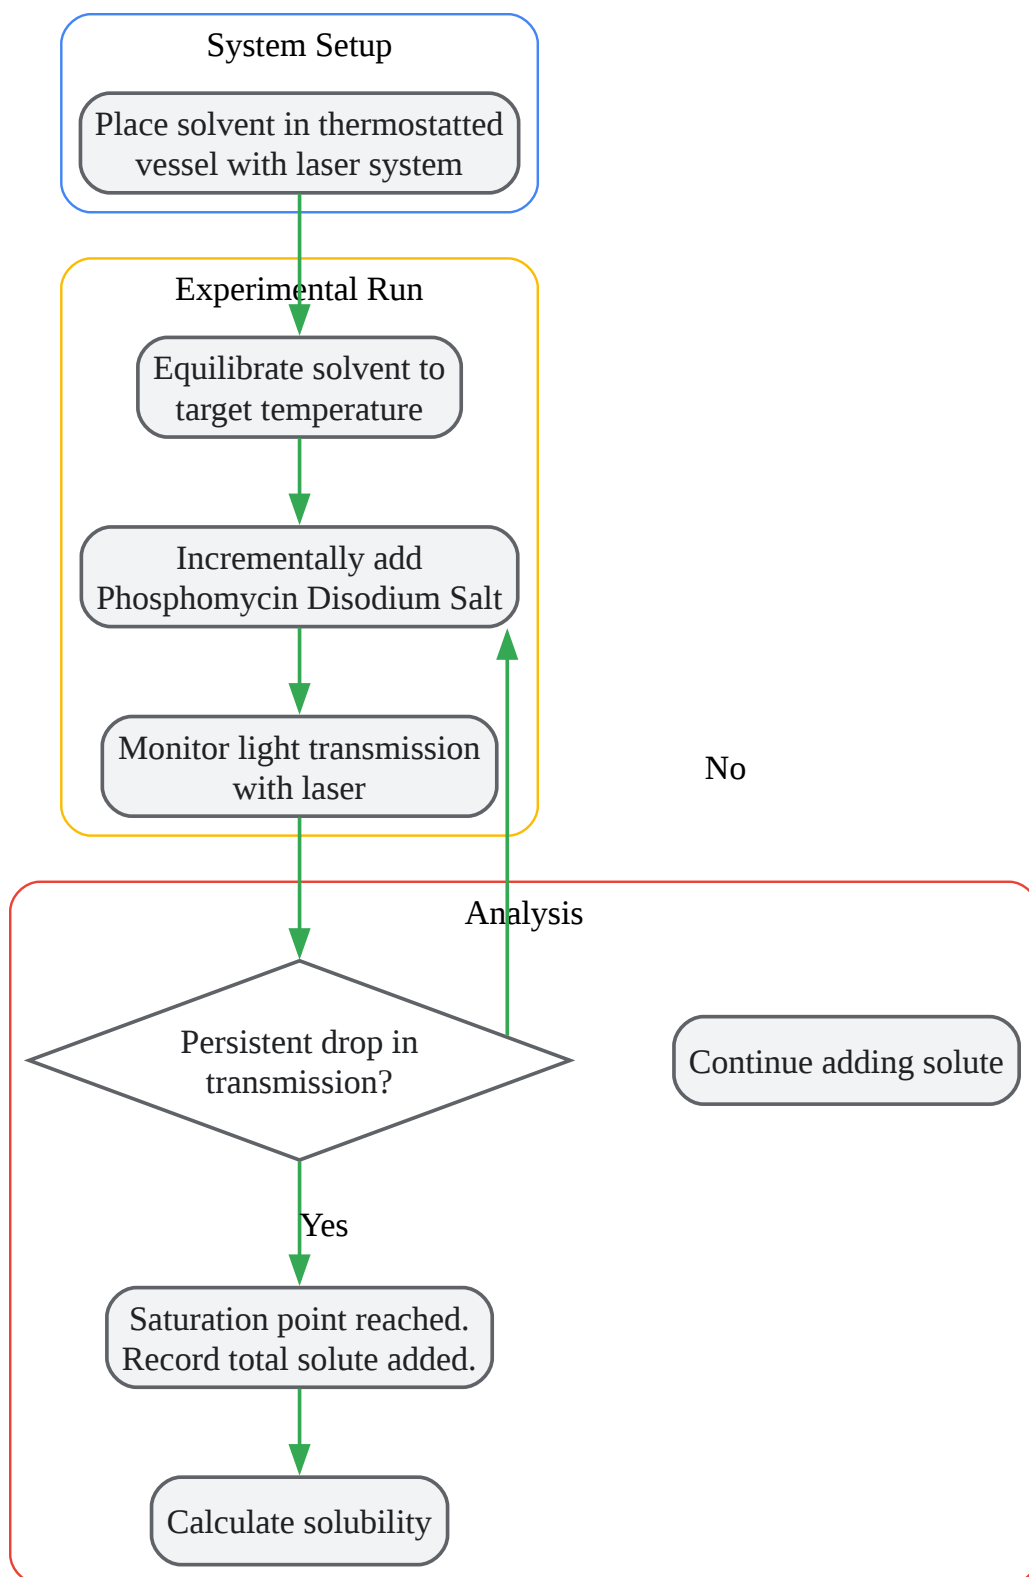 System Setup
Place solvent in thermostatted
vessel with laser system
Experimental Run
Equilibrate solvent to
target temperature
Incrementally add
Phosphomycin Disodium Salt
Monitor light transmission
with laser
No
Analysis
Persistent drop in
transmission?
Continue adding solute
Yes
Saturation point reached.
Record total solute added.
Calculate solubility